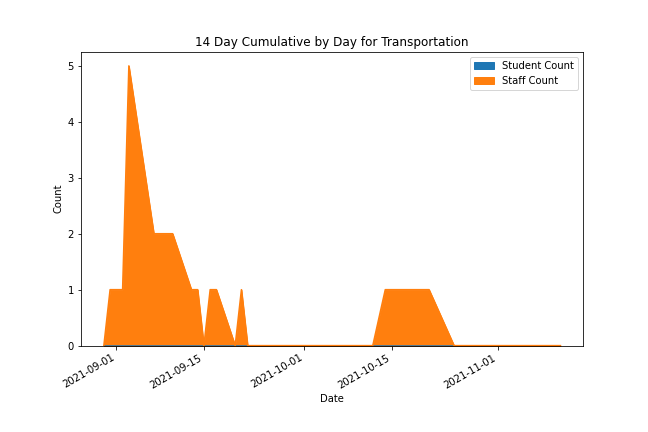 14 Day Cumulative by Day for Transportation
Student Count
Staff Count
Count
5
4
3
2
1
0
2021-09-01
2021-09-15
2021-10-01
2021-10-15
2021-11-01
Date